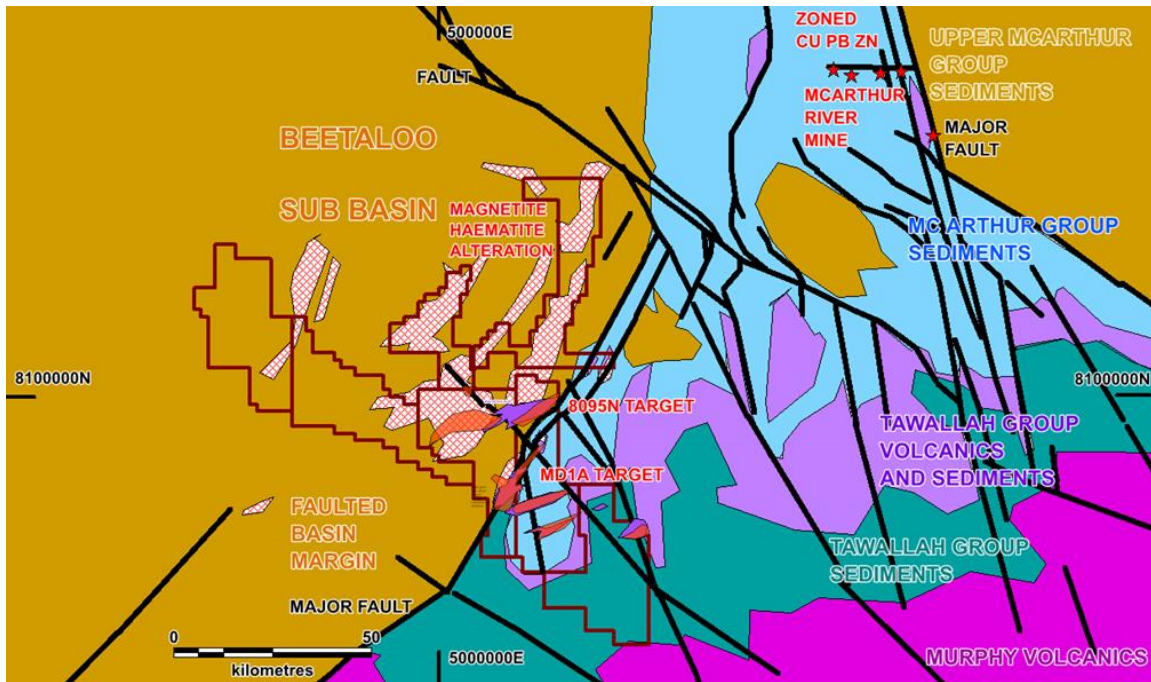 500000E
FAULT
ZONED
CU PB ZN
UPPER MCARTHUR
GROUP
SEDIMENTS
MCARTHUR
RIVER
MINE
MAJOR
FAULT
BEETALOO
SUB BASIN
MAGNETITE
HAEMATITE
ALTERATION
MC ARTHUR GROUP
SEDIMENTS
8100000N
8100000N
8095N TARGET
TAWALLAH GROUP
VOLCANICS
AND SEDIMENTS
MD1A TARGET
FAULTED
BASIN
MARGIN
TAWALLAH GROUP
SEDIMENTS
MAJOR FAULT
0
50
kilometres
5000000E
MURPHY VOLCANICS